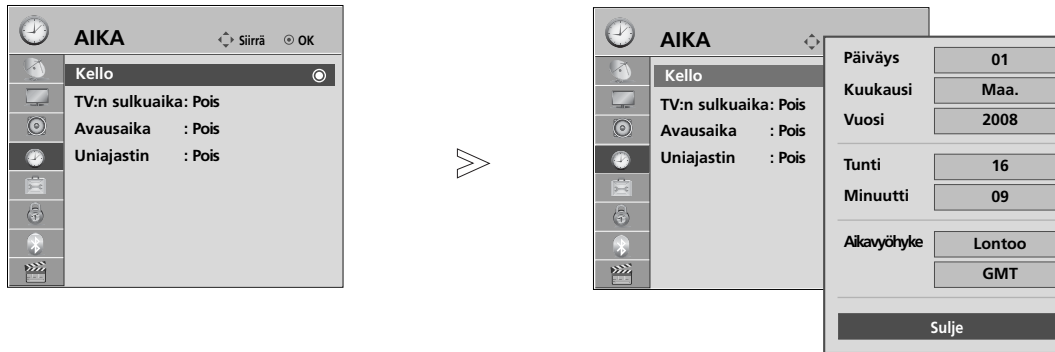 AIKA
Siirrä OK
Kello
TV:n sulkuaika: Pois
Avausaika : Pois
Uniajastin : Pois
AIKA
Kello
TV:n sulkuaika: Pois
Avausaika : Pois
Uniajastin : Pois
Päiväys 01
Kuukausi Maa.
Vuosi 2008
Tunti 16
Minuutti 09
Aikavyöhyke Lontoo
GMT
Sulje